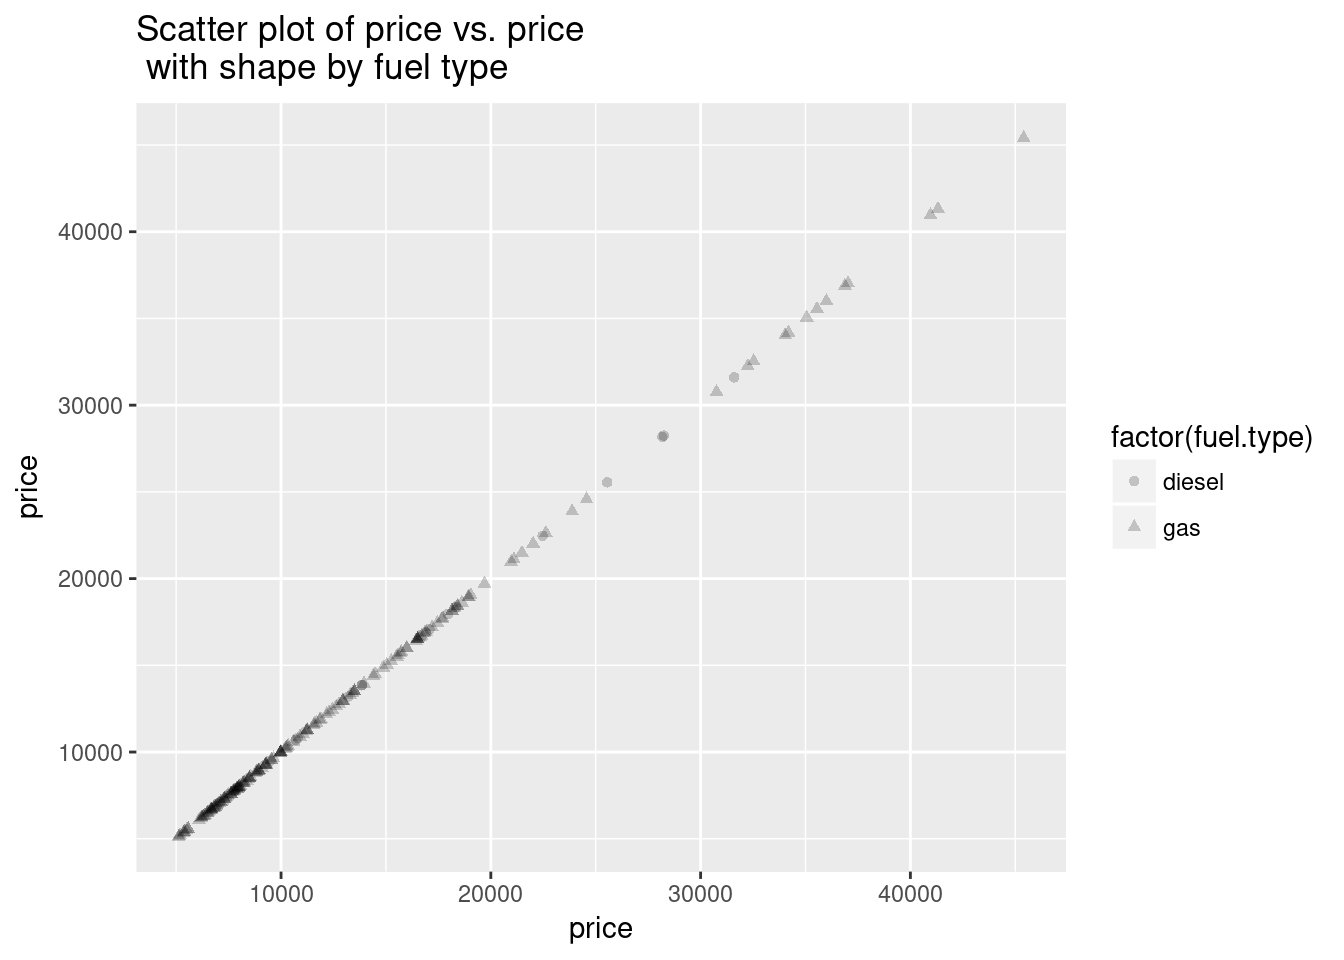 Scatter plot of price vs. price
with shape by fuel type
40000
30000
20000
10000
price
10000 20000 30000 40000
price
factor(fuel.type)
diesel
gas